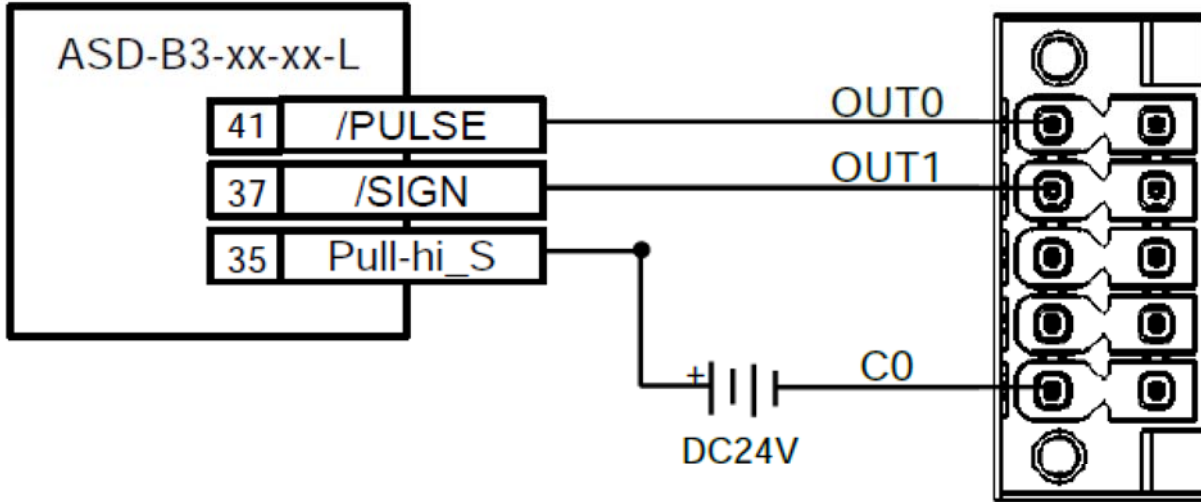 ASD-B3-xx-xx-L
41 /PULSE
OUT0
37 /SIGN
OUT1
35 Pull-hi_S
+
C0
DC24V